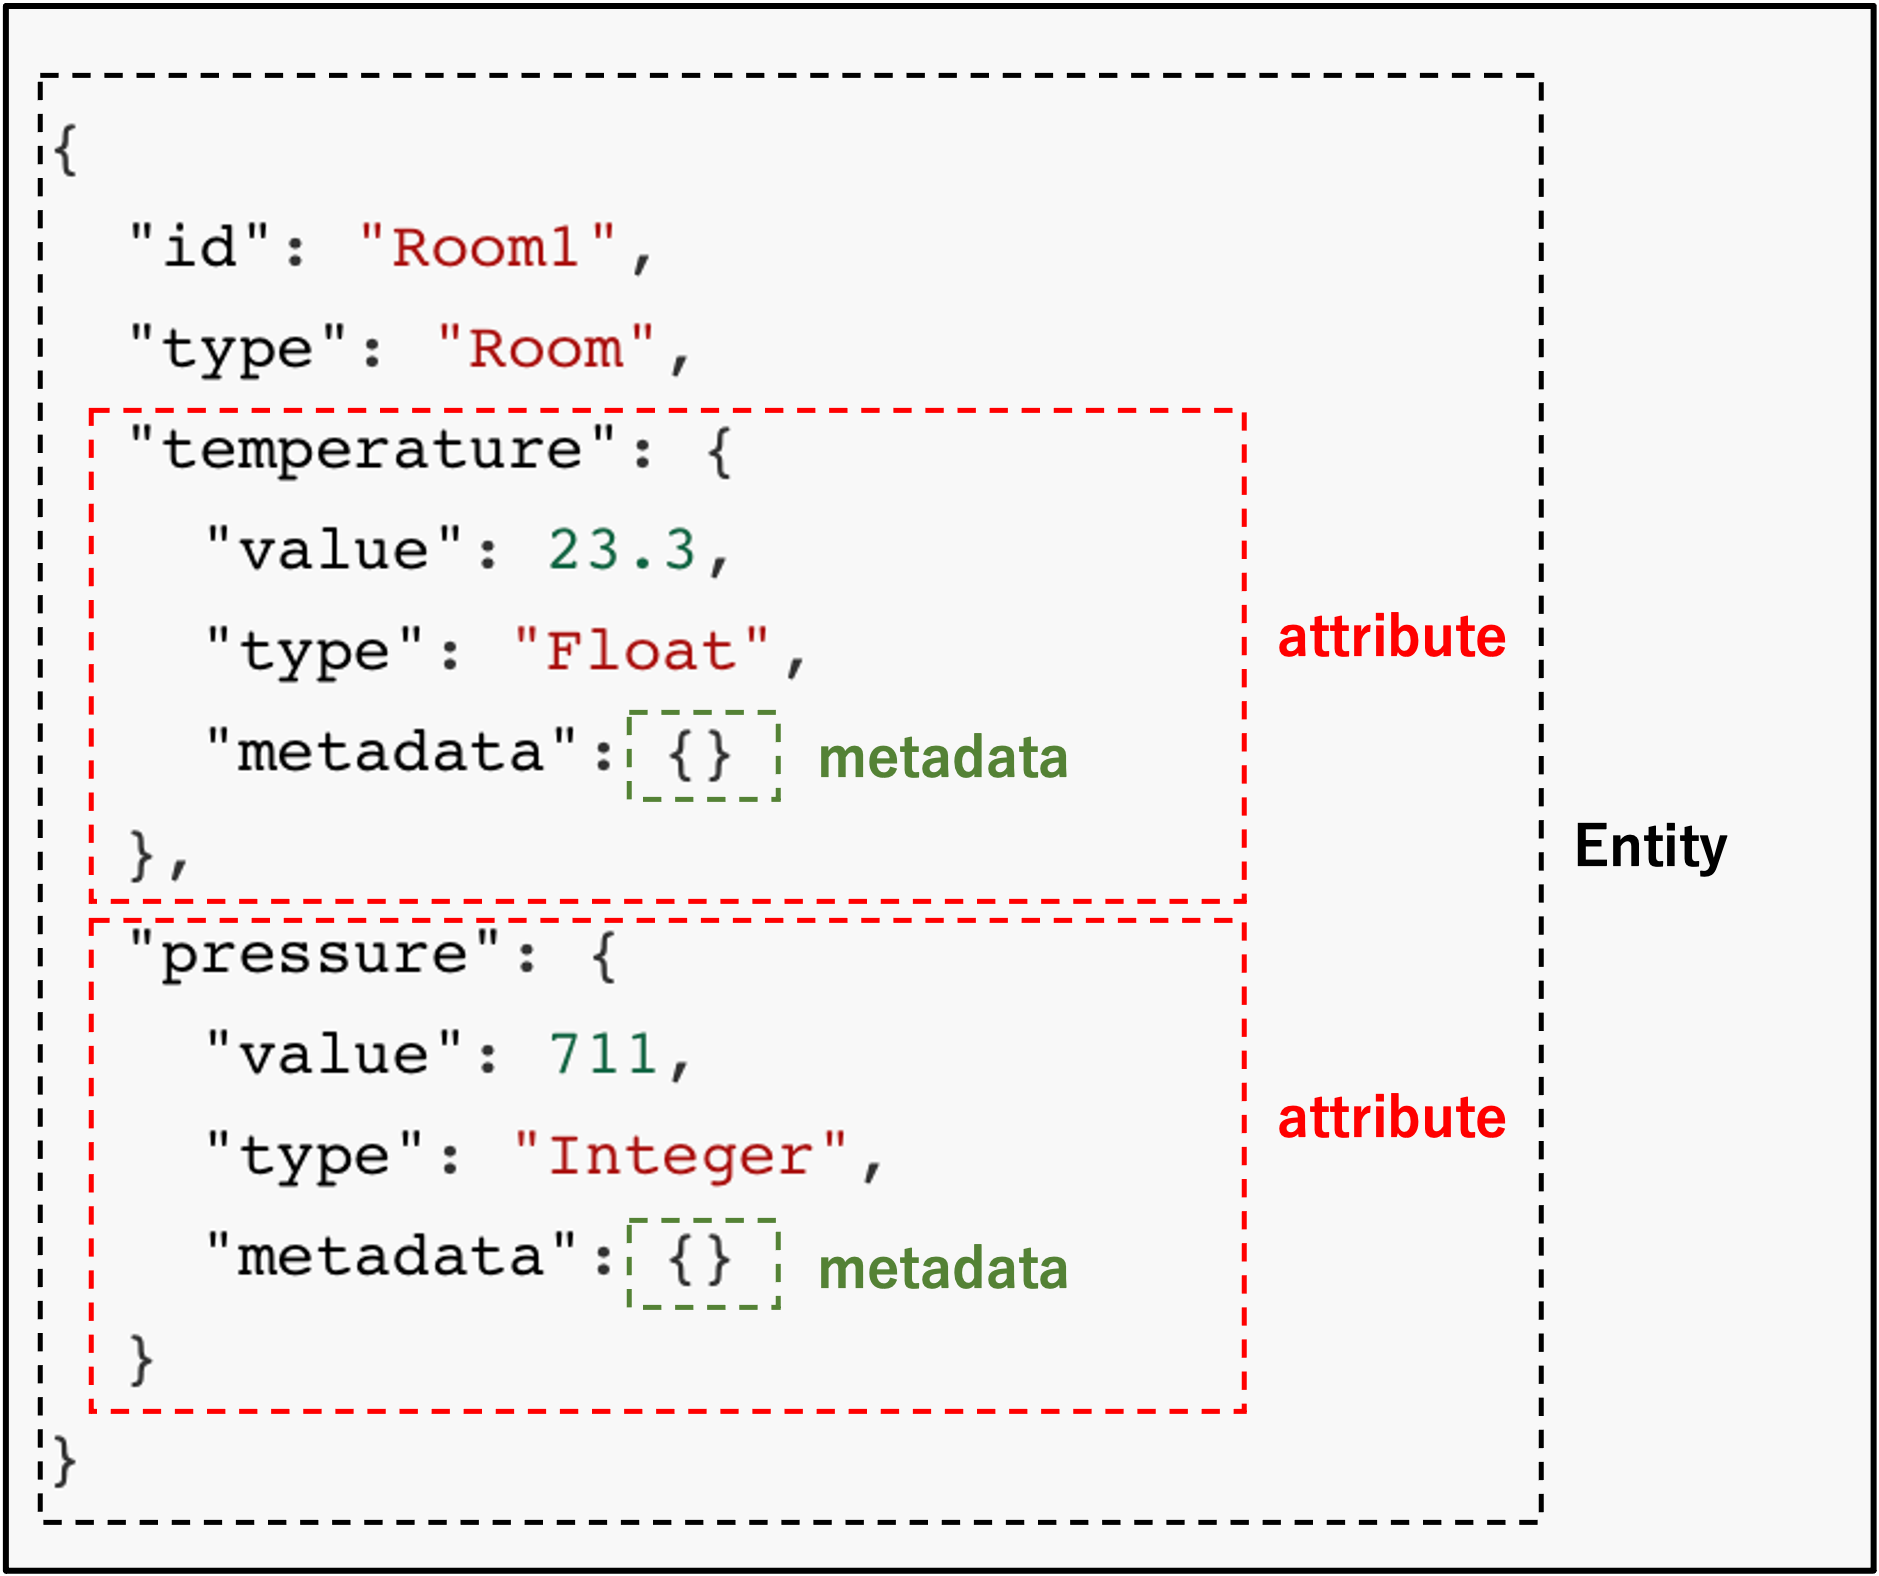 {
"id": "Room1",
"type": "Room",
"temperature": {
"value": 23.3,
"type": "Float",
attribute
"metadata": {} metadata
},
Entity
"pressure": {
"value": 711,
"type": "Integer",
attribute
"metadata": {} metadata
}
}